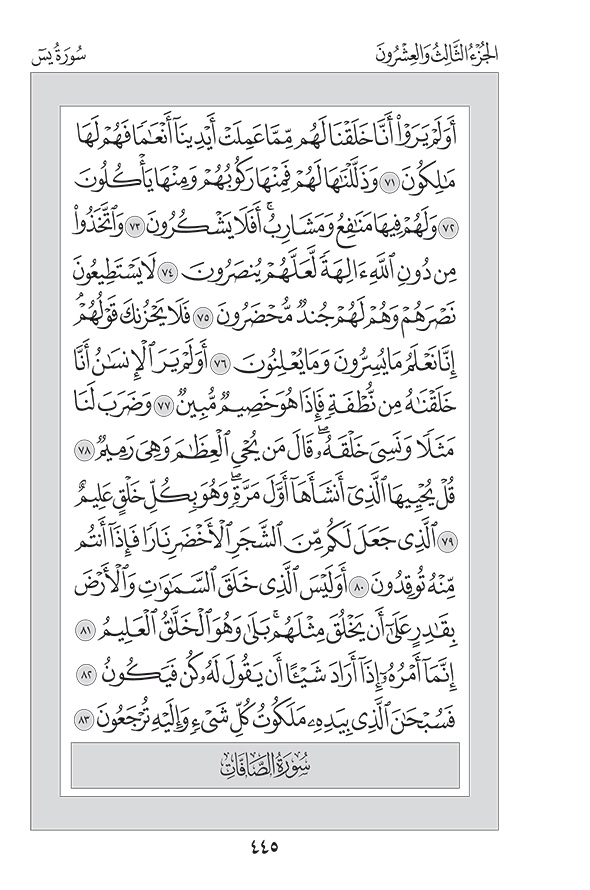 الجُزْءُ الثَّالِثُ وَالعِشْرُونَ
سُورَةُ يسٓ
أَوَلَمْ يَرَوْا۟ أَنَّا خَلَقْنَا لَهُم مِّمَّا عَمِلَتْ أَيْدِينَآ أَنْعَـٰمًا فَهُمْ لَهَا
مَـٰلِكُونَ ٧١ وَذَلَّلْنَـٰهَا لَهُمْ فَمِنْهَا رَكُوبُهُمْ وَمِنْهَا يَأْكُلُونَ
٧٢ وَلَهُمْ فِيهَا مَنَـٰفِعُ وَمَشَارِبُ ۚ أَفَلَا يَشْكُرُونَ ٧٣ وَٱتَّخَذُوا۟
مِن دُونِ ٱللَّهِ ءَالِهَةً لَّعَلَّهُمْ يُنصَرُونَ ٧٤ لَا يَسْتَطِيعُونَ
نَصْرَهُمْ وَهُمْ لَهُمْ جُندٌ مُّحْضَرُونَ ٧٥ فَلَا يَحْزُنكَ قَوْلُهُمْ ۘ
إِنَّا نَعْلَمُ مَا يُسِرُّونَ وَمَا يُعْلِنُونَ ٧٦ أَوَلَمْ يَرَ ٱلْإِنسَـٰنُ أَنَّا
خَلَقْنَـٰهُ مِن نُّطْفَةٍ فَإِذَا هُوَ خَصِيمٌ مُّبِينٌ ٧٧ وَضَرَبَ لَنَا
مَثَلًا وَنَسِىَ خَلْقَهُۥ ۖ قَالَ مَن يُحْىِ ٱلْعِظَـٰمَ وَهِىَ رَمِيمٌ ٧٨
قُلْ يُحْيِيهَا ٱلَّذِىٓ أَنشَأَهَآ أَوَّلَ مَرَّةٍ ۖ وَهُوَ بِكُلِّ خَلْقٍ عَلِيمٌ
٧٩ ٱلَّذِى جَعَلَ لَكُم مِّنَ ٱلشَّجَرِ ٱلْأَخْضَرِ نَارًا فَإِذَآ أَنتُم
مِّنْهُ تُوقِدُونَ ٨٠ أَوَلَيْسَ ٱلَّذِى خَلَقَ ٱلسَّمَـٰوَٰتِ وَٱلْأَرْضَ
بِقَـٰدِرٍ عَلَىٰٓ أَن يَخْلُقَ مِثْلَهُم ۚ بَلَىٰ وَهُوَ ٱلْخَلَّـٰقُ ٱلْعَلِيمُ ٨١
إِنَّمَآ أَمْرُهُۥٓ إِذَآ أَرَادَ شَيْـًٔا أَن يَقُولَ لَهُۥ كُن فَيَكُونُ ٨٢
فَسُبْحَـٰنَ ٱلَّذِى بِيَدِهِۦ مَلَكُوتُ كُلِّ شَىْءٍ وَإِلَيْهِ تُرْجَعُونَ ٨٣
سُورَةُ الصَّافَّاتِ
٤٤٥